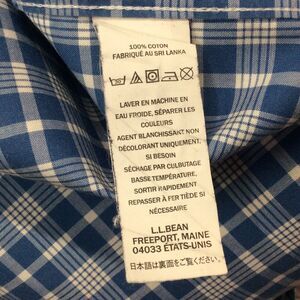 100% COTON
FABRIQUÉ AU SRI LANKA
LAVER EN MACHINE EN
EAU FROIDE, SÉPARER LES
COULEURS
AGENT BLANCHISSANT NON
DÉCOLORANT UNIQUEMENT,
SI BESOIN
SÉCHAGE PAR CULBUTAGE
BASSE TEMPÉRATURE,
SORTIR RAPIDEMENT
REPASSER À FER TIÈDE SI
NÉCESSAIRE
L.L.BEAN
FREEPORT, MAINE
04033 ÉTATS-UNIS
日本語は裏面をご覧ください。